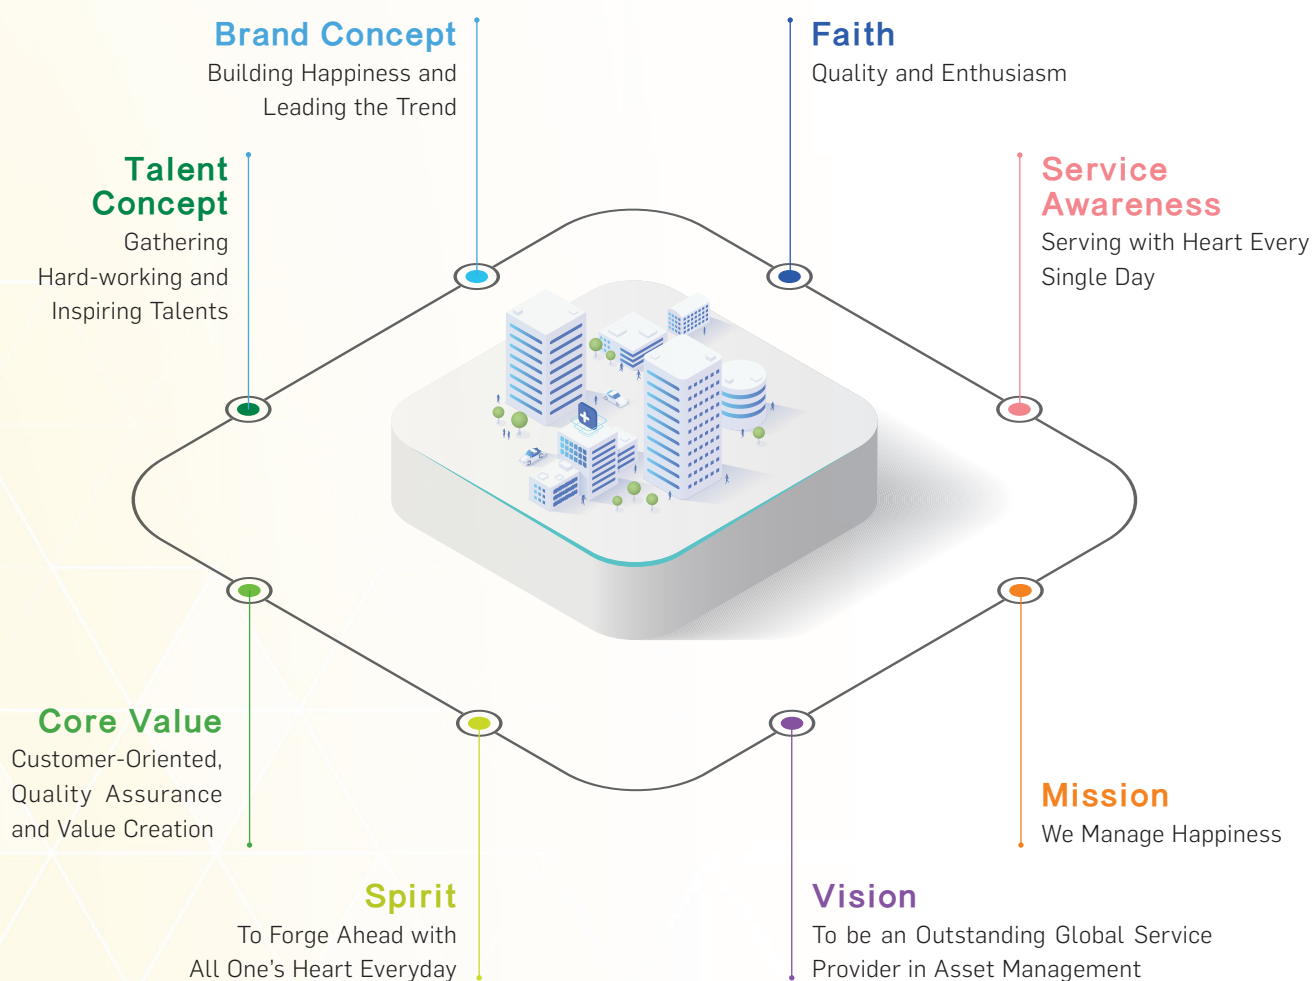 Brand Concept
Building Happiness and
Leading the Trend
Faith
Quality and Enthusiasm
Talent
Concept
Gathering
Hard-working and
Inspiring Talents
Service
Awareness
Serving with Heart Every
Single Day
Core Value
Customer-Oriented,
Quality Assurance
and Value Creation
Mission
We Manage Happiness
Spirit
To Forge Ahead with
All One's Heart Everyday
Vision
To be an Outstanding Global Service
Provider in Asset Management